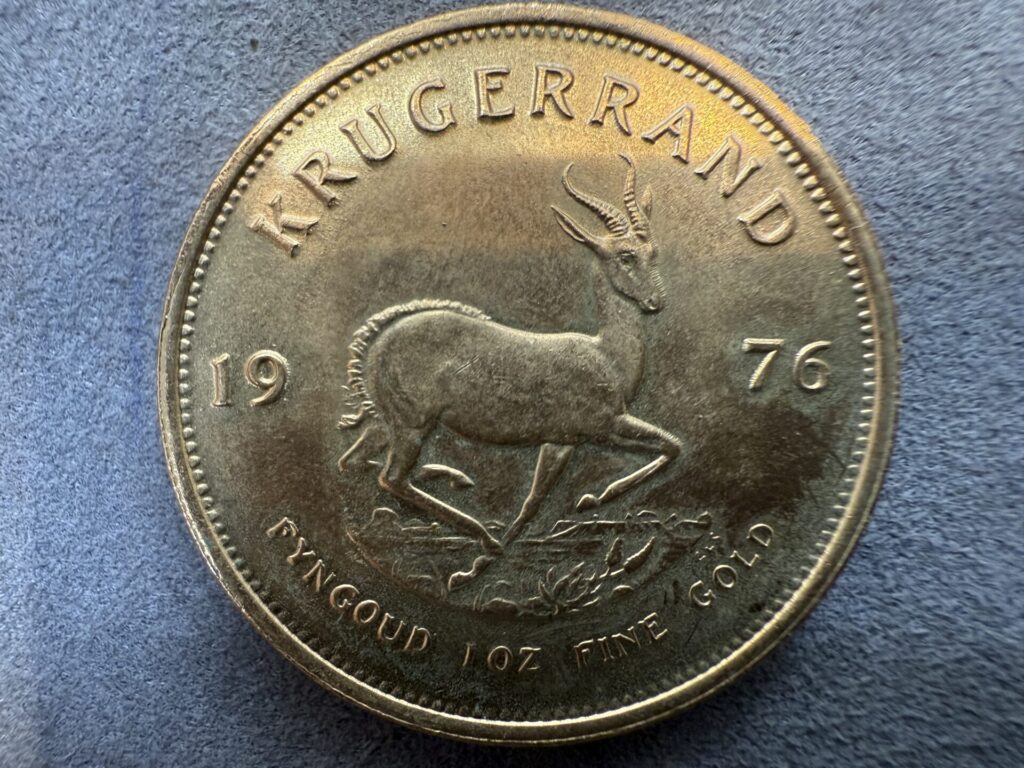 KRUGERRAND
19 76
FYNGOUD 1 OZ FINE GOLD